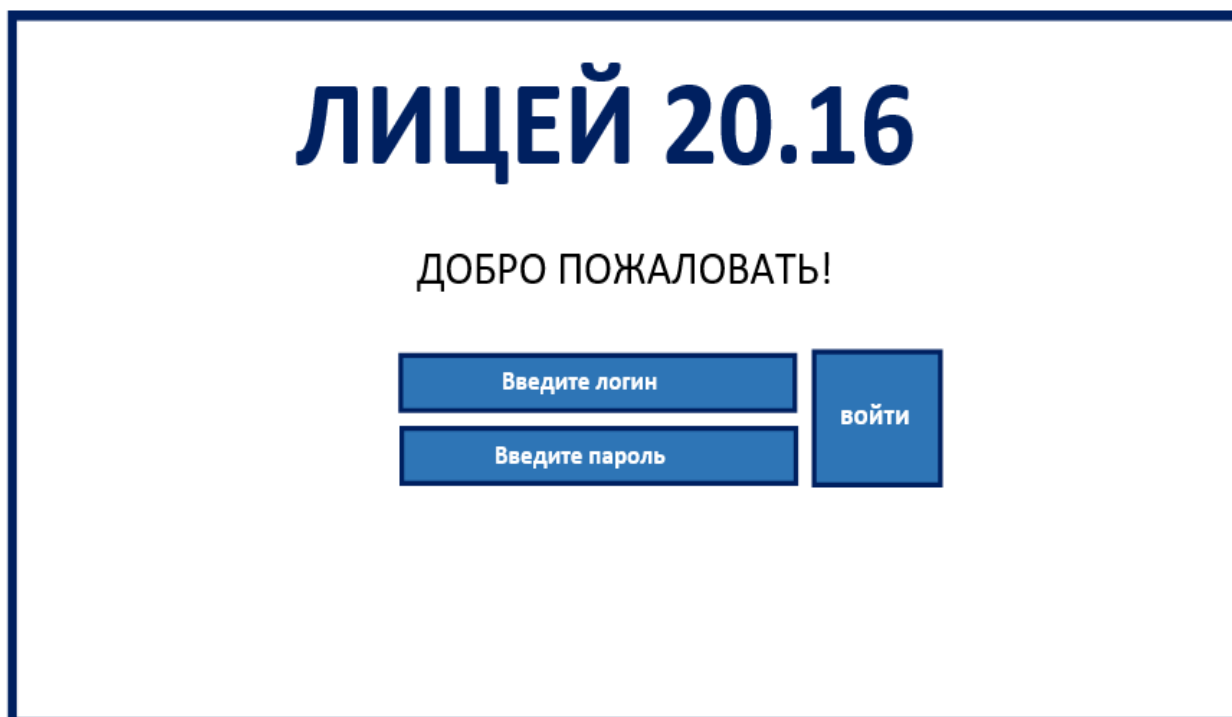 ЛИЦЕЙ 20.16
ДОБРО ПОЖАЛОВАТЬ!
Введите логин
войти
Введите пароль